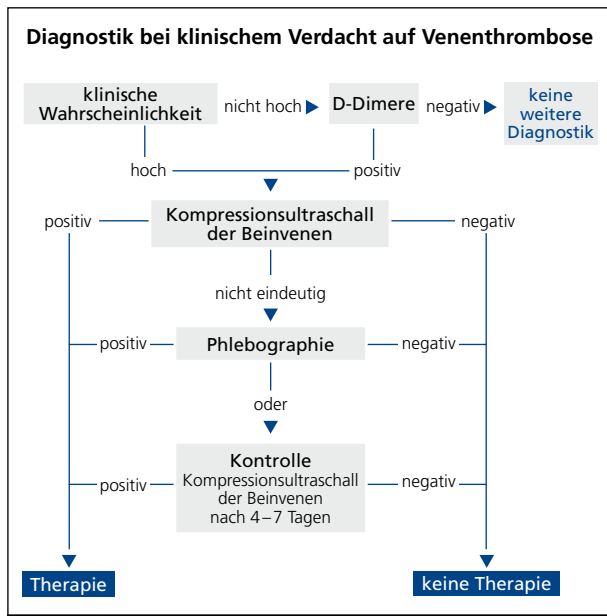 Diagnostik bei klinischem Verdacht auf Venenthrombose
klinische
Wahrscheinlichkeit
nicht hoch
D-Dimere
negativ
keine
weitere
Diagnostik
hoch
positiv
positiv
Kompressionsultraschall
der Beinvenen
negativ
nicht eindeutig
positiv
Phlebographie
negativ
oder
positiv
Kontrolle
Kompressionsultraschall
der Beinvenen
nach 4–7 Tagen
negativ
Therapie
keine Therapie